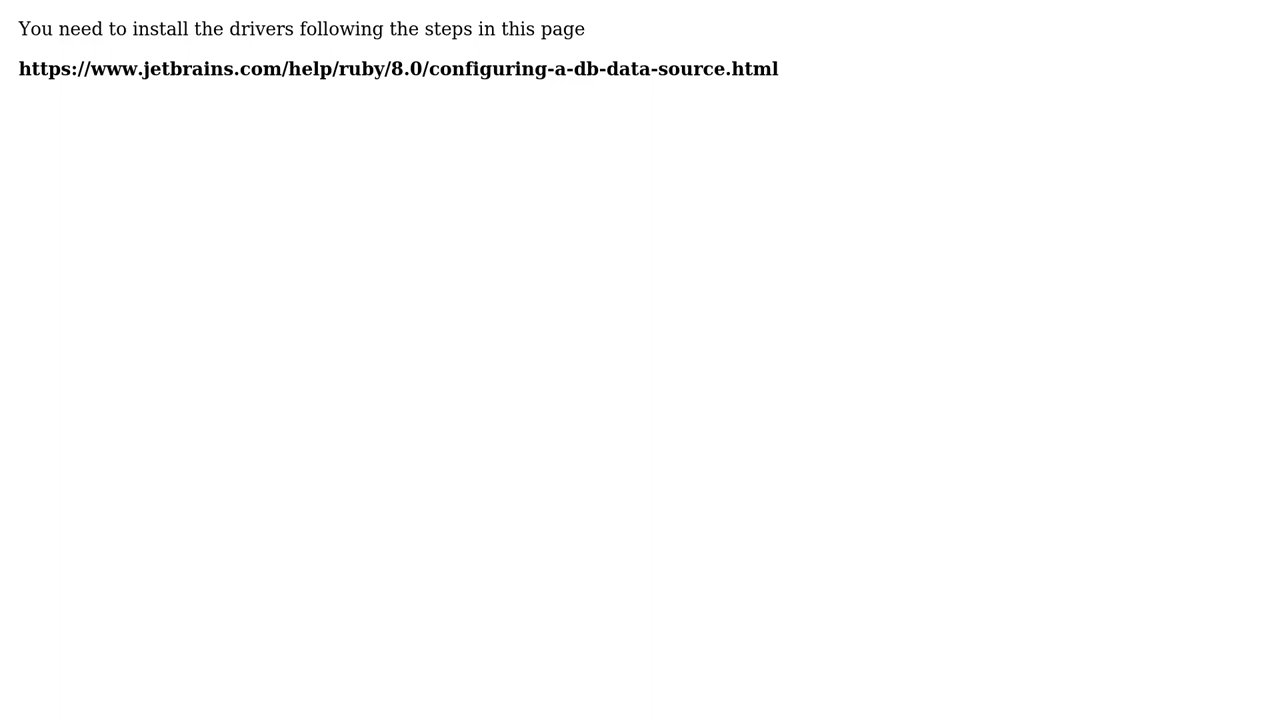 You need to install the drivers following the steps in this page
https://www.jetbrains.com/help/ruby/8.0/configuring-a-db-data-source.html